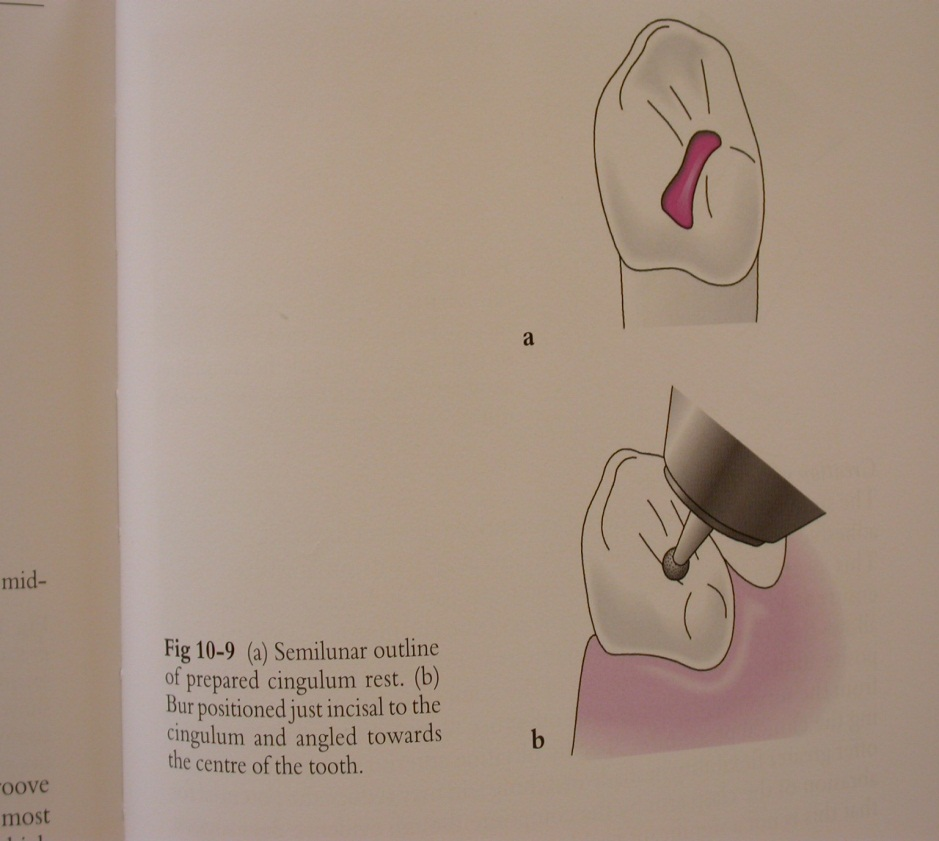 mid-
most
a
b
Fig 10-9 (a) Semilunar outline
of prepared cingulum rest. (b)
Bur positioned just incisal to the
cingulum and angled towards
the centre of the tooth.